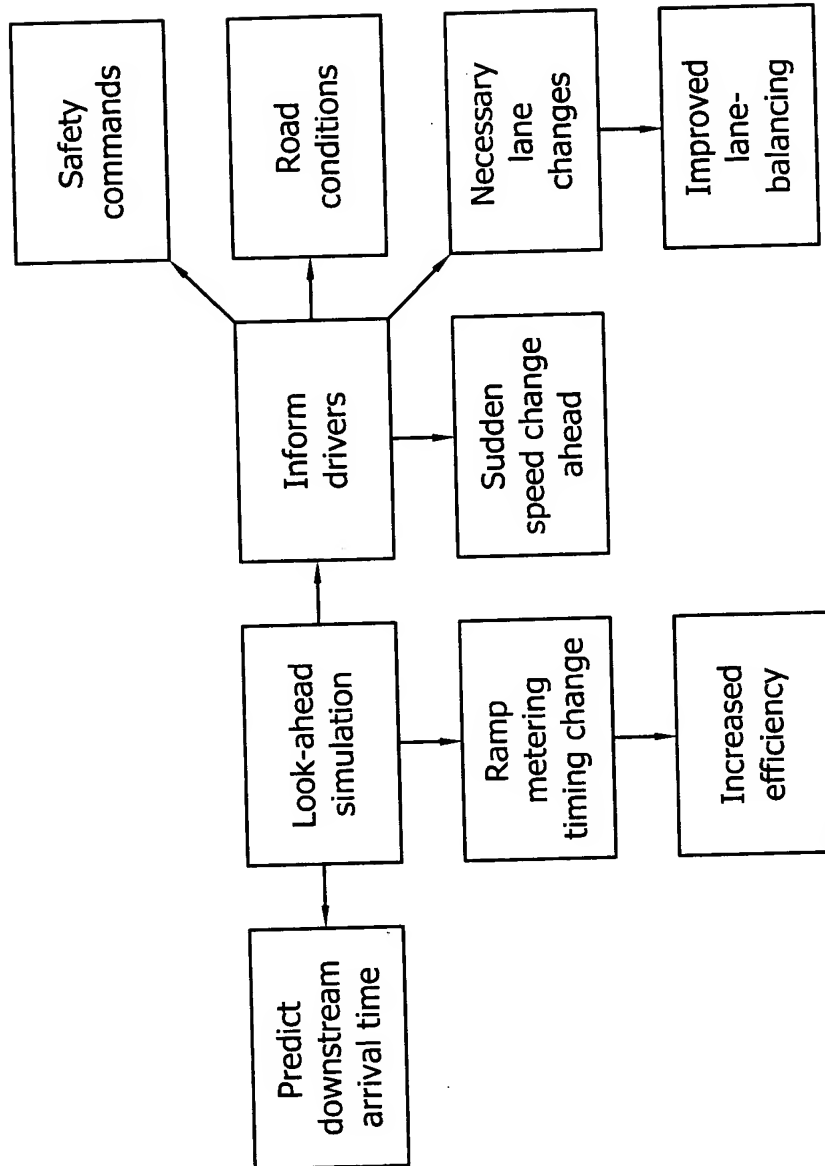 Safety
commands
Road
conditions
Necessary
lane
changes
Improved
lane-
balancing
Inform
drivers
Sudden
speed change
ahead
Look-ahead
simulation
Ramp
metering
timing change
Increased
efficiency
Predict
downstream
arrival time